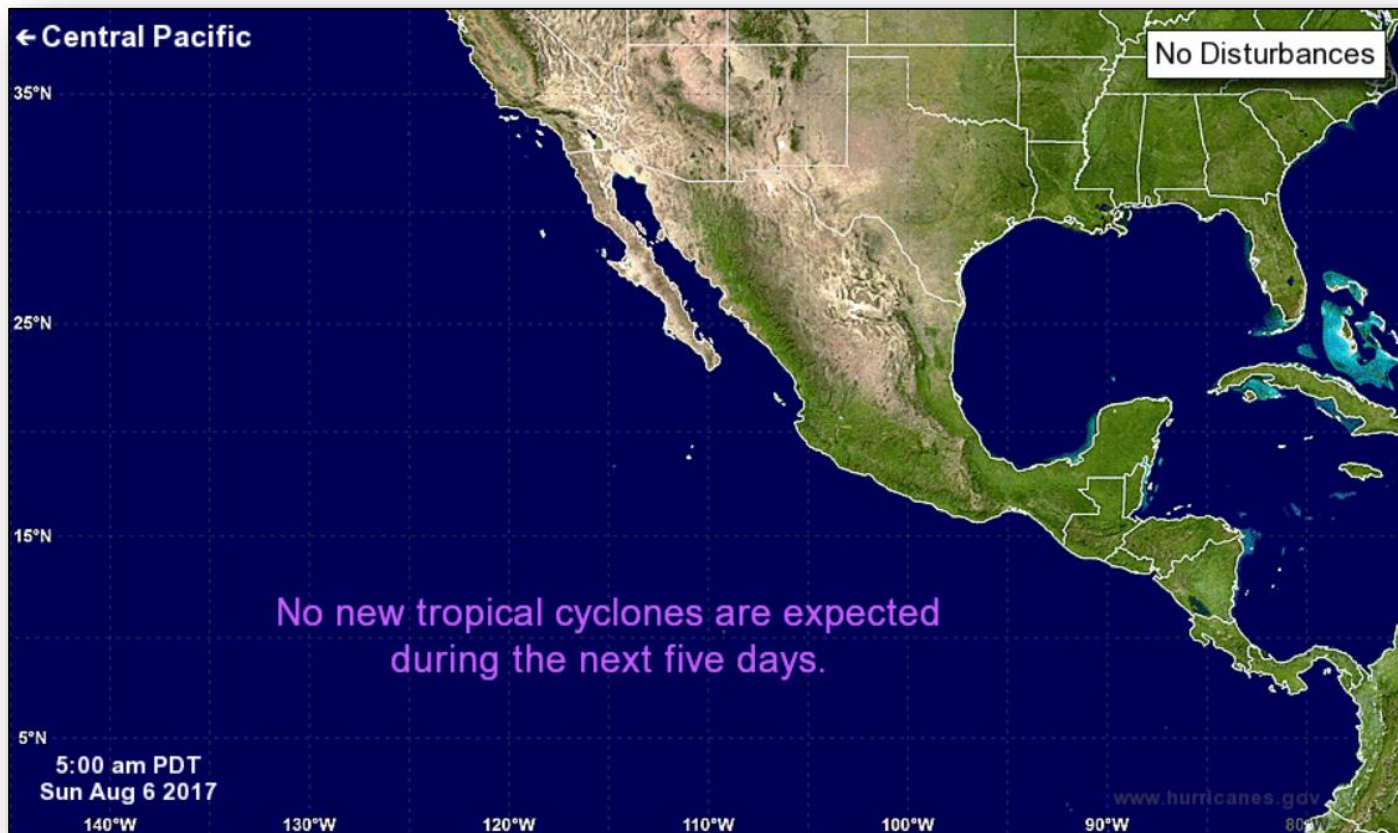 ← Central Pacific
No Disturbances
35°N
25°N
15°N
No new tropical cyclones are expected
during the next five days.
5°N
5:00 am PDT
Sun Aug 6 2017
www.hurricanes.gov
140°W 130°W 120°W 110°W 100°W 90°W 80°W